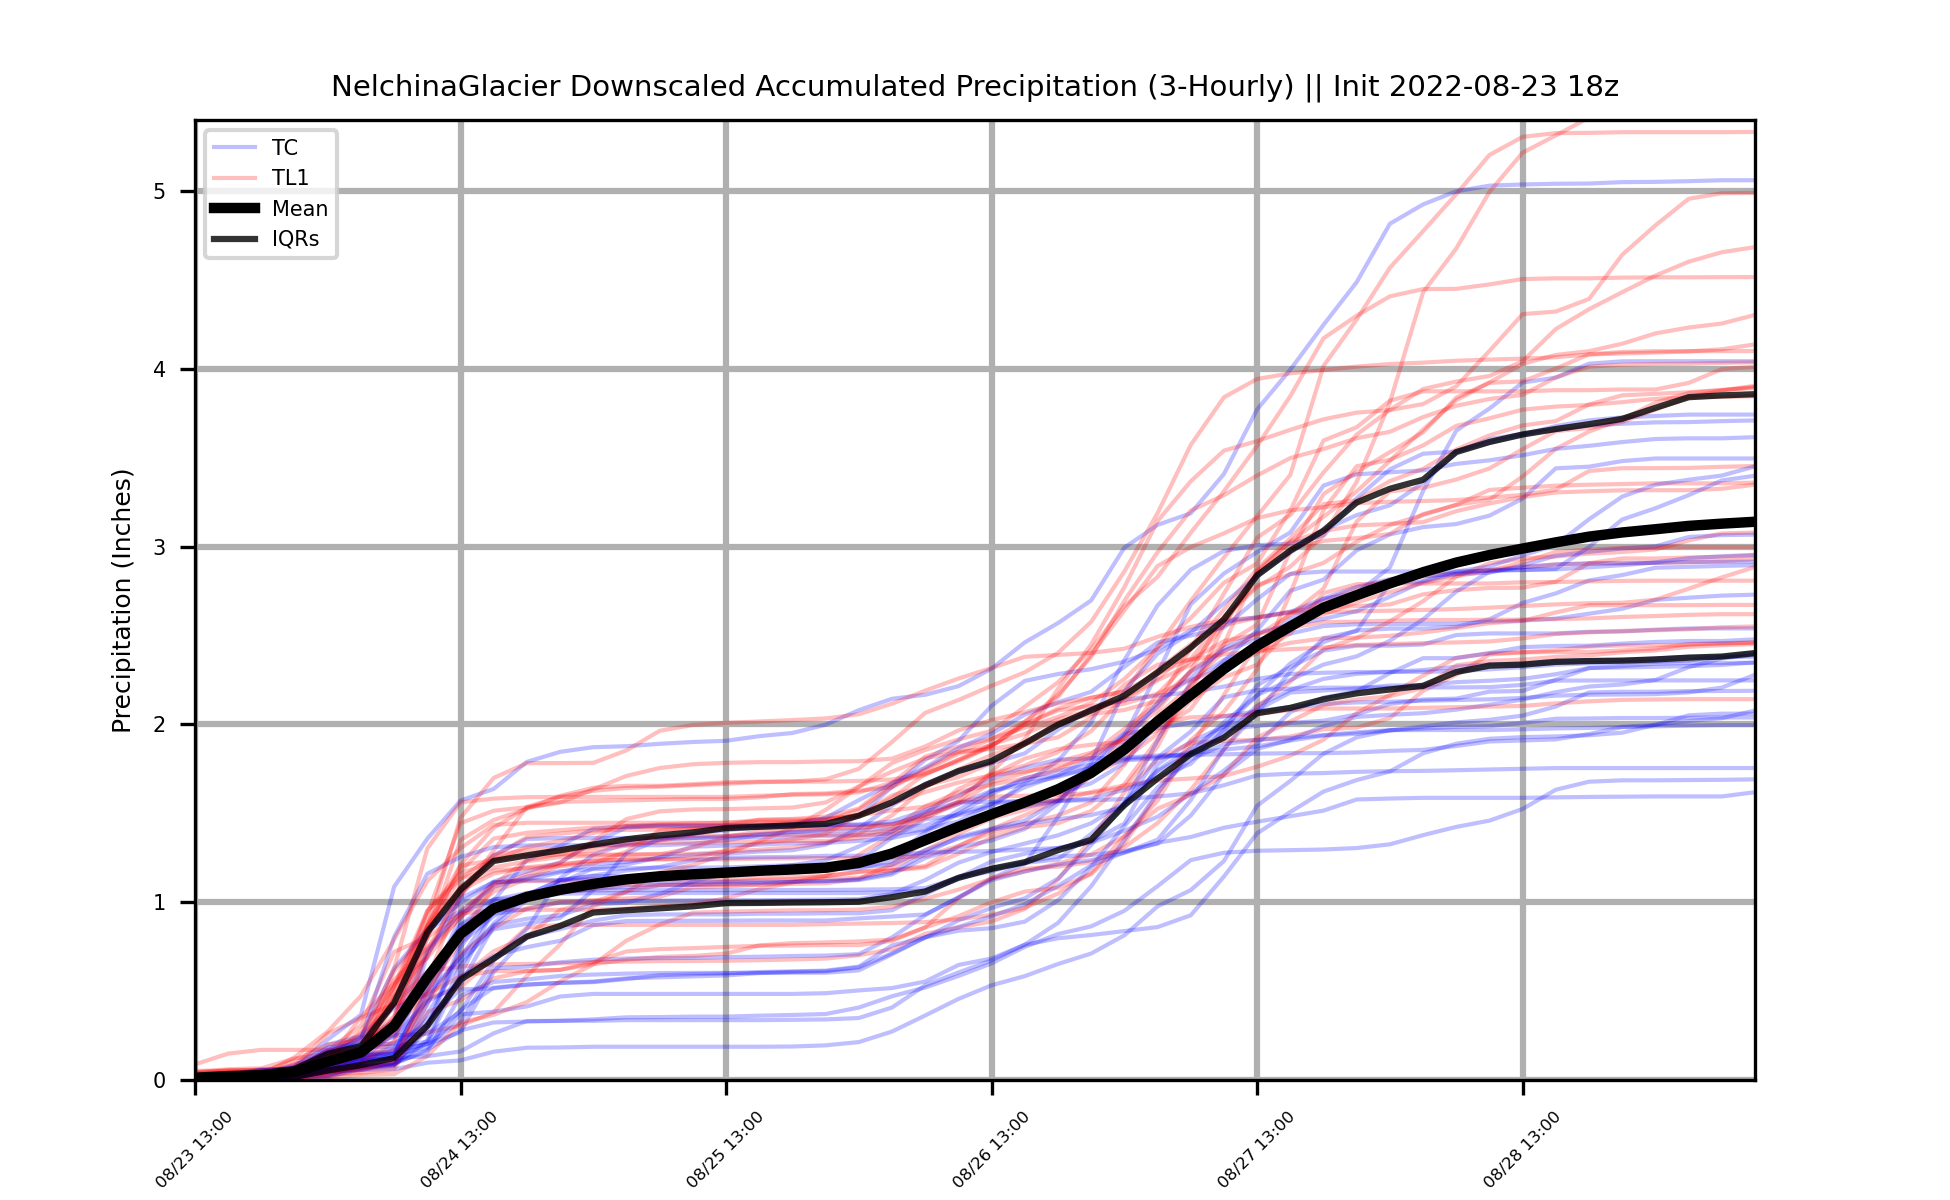 NelchinaGlacier Downscaled Accumulated Precipitation (3-Hourly) || Init 2022-08-23 18z
TC
TL1
Mean
IQRs
Precipitation (Inches)
5
4
3
2
1
0
08/23 13:00
08/24 13:00
08/25 13:00
08/26 13:00
08/27 13:00
08/28 13:00